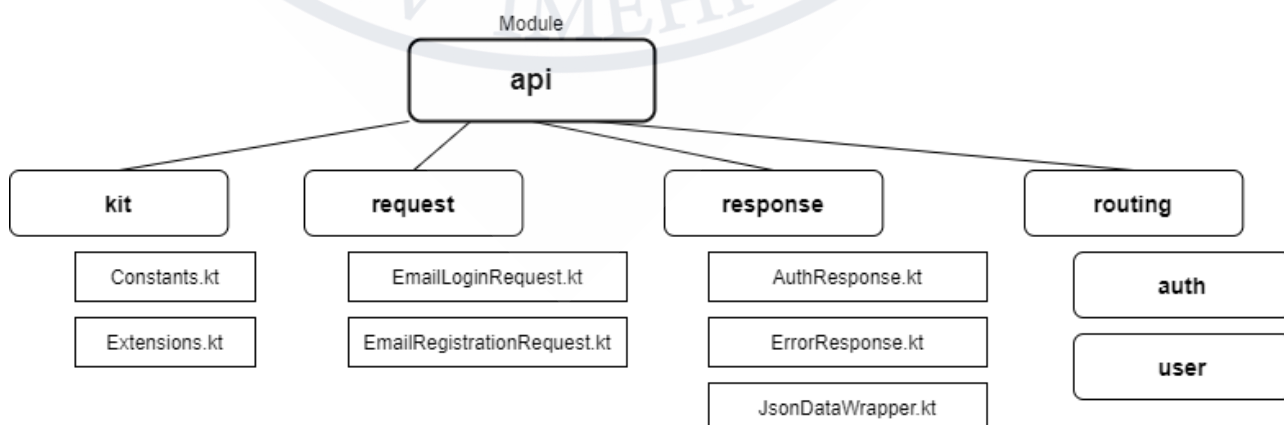 ИМЕНИ
Module
api
kit
request
response
routing
Constants.kt
EmailLoginRequest.kt
AuthResponse.kt
auth
Extensions.kt
EmailRegistrationRequest.kt
ErrorResponse.kt
user
JsonDataWrapper.kt